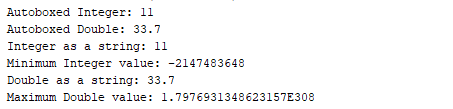 Autoboxed Integer: 11
Autoboxed Double: 33.7
Integer as a string: 11
Minimum Integer value: -2147483648
Double as a string: 33.7
Maximum Double value: 1.7976931348623157E308